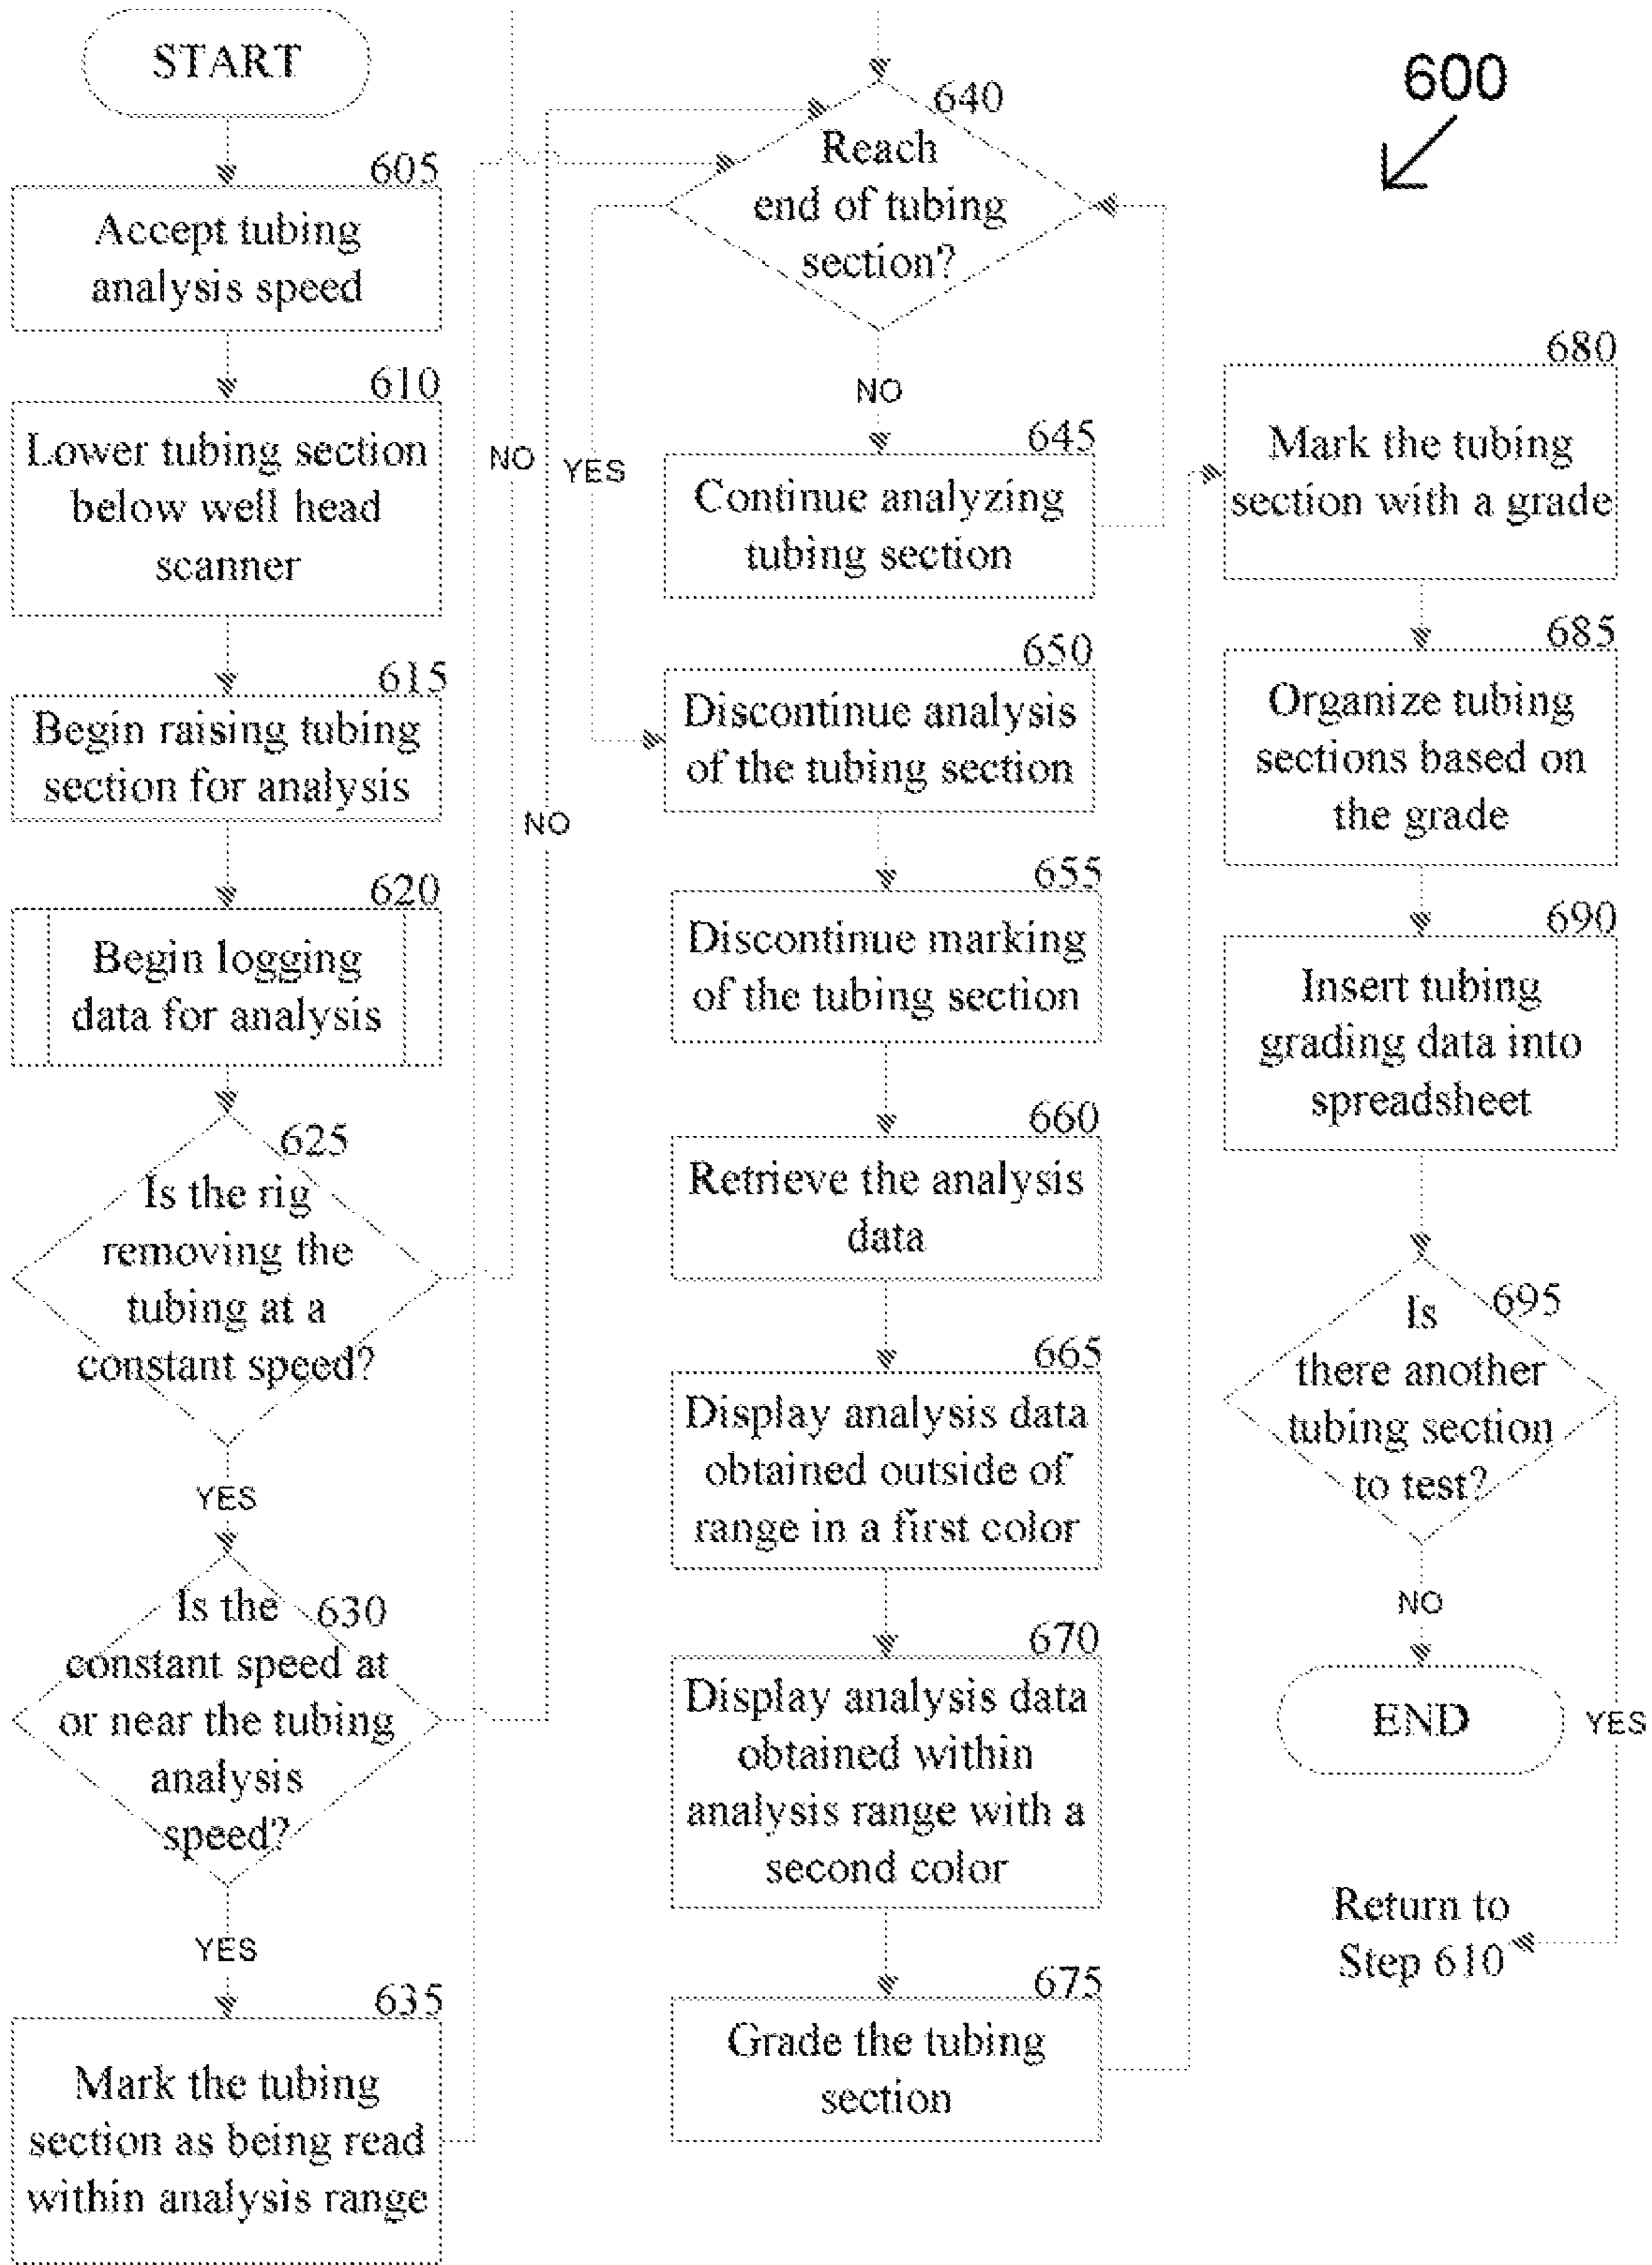 START
605
Accept tubing
analysis speed
610
Lower tubing section
below well head
scanner
615
Begin raising tubing
section for analysis
620
Begin logging
data for analysis
625
Is the rig
removing the
tubing at a
constant speed?
NO
YES
630
Is the
constant speed at
or near the tubing
analysis
speed?
NO
YES
635
Mark the tubing
section as being read
within analysis range
640
Reach
end of tubing
section?
YES
NO
645
Continue analyzing
tubing section
650
Discontinue analysis
of the tubing section
655
Discontinue marking
of the tubing section
660
Retrieve the analysis
data
665
Display analysis data
obtained outside of
range in a first color
670
Display analysis data
obtained within
analysis range with a
second color
675
Grade the tubing
section
600
680
Mark the tubing
section with a grade
685
Organize tubing
sections based on
the grade
690
Insert tubing
grading data into
spreadsheet
695
Is
there another
tubing section
to test?
NO
END
YES
Return to
Step 610